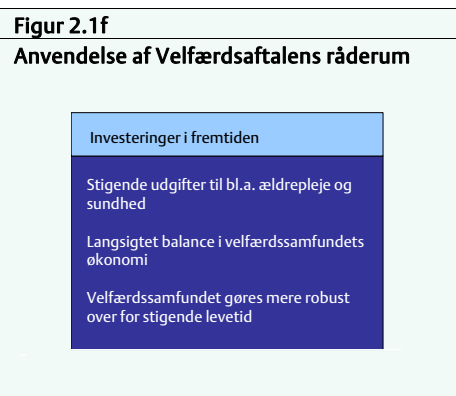 Figur 2.1f
Anvendelse af Velfærdsaftalens råderum
Investeringer i fremtiden
Stigende udgifter til bl.a. ældrepleje og
sundhed
Langsigtet balance i velfærdssamfundets
økonomi
Velfærdssamfundet gøres mere robust
over for stigende levetid